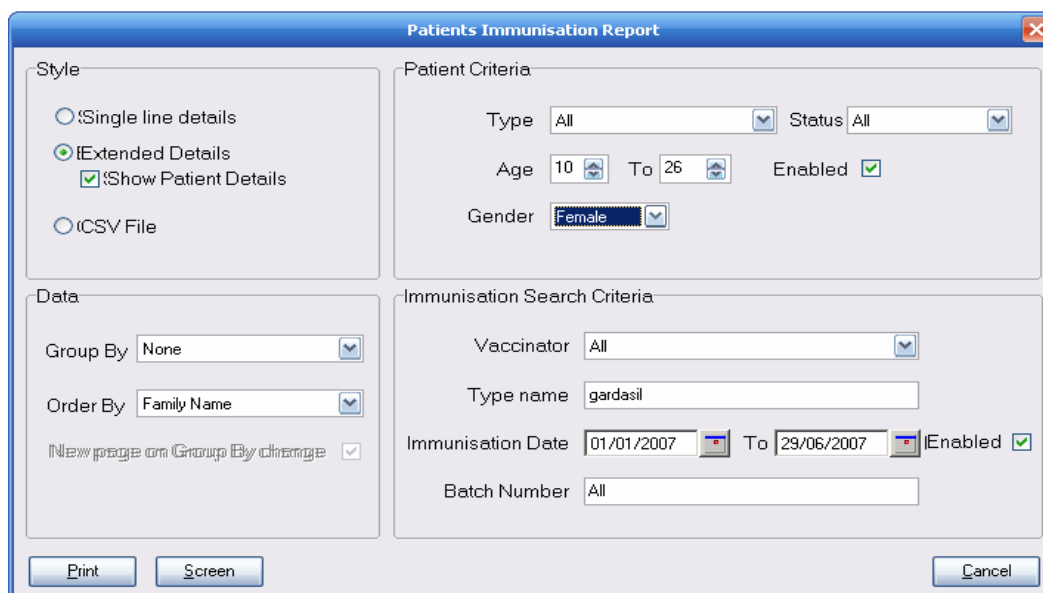 Patients Immunisation Report
Style
Single line details
Extended Details
Show Patient Details
CSV File
Patient Criteria
Type All Status All
Age 10 To 26 Enabled
Gender Female
Data
Group By None
Order By Family Name
New page on Group By change
Immunisation Search Criteria
Vaccinator All
Type name gardasil
Immunisation Date 01/01/2007 To 29/06/2007 Enabled
Batch Number All
Print Screen Cancel